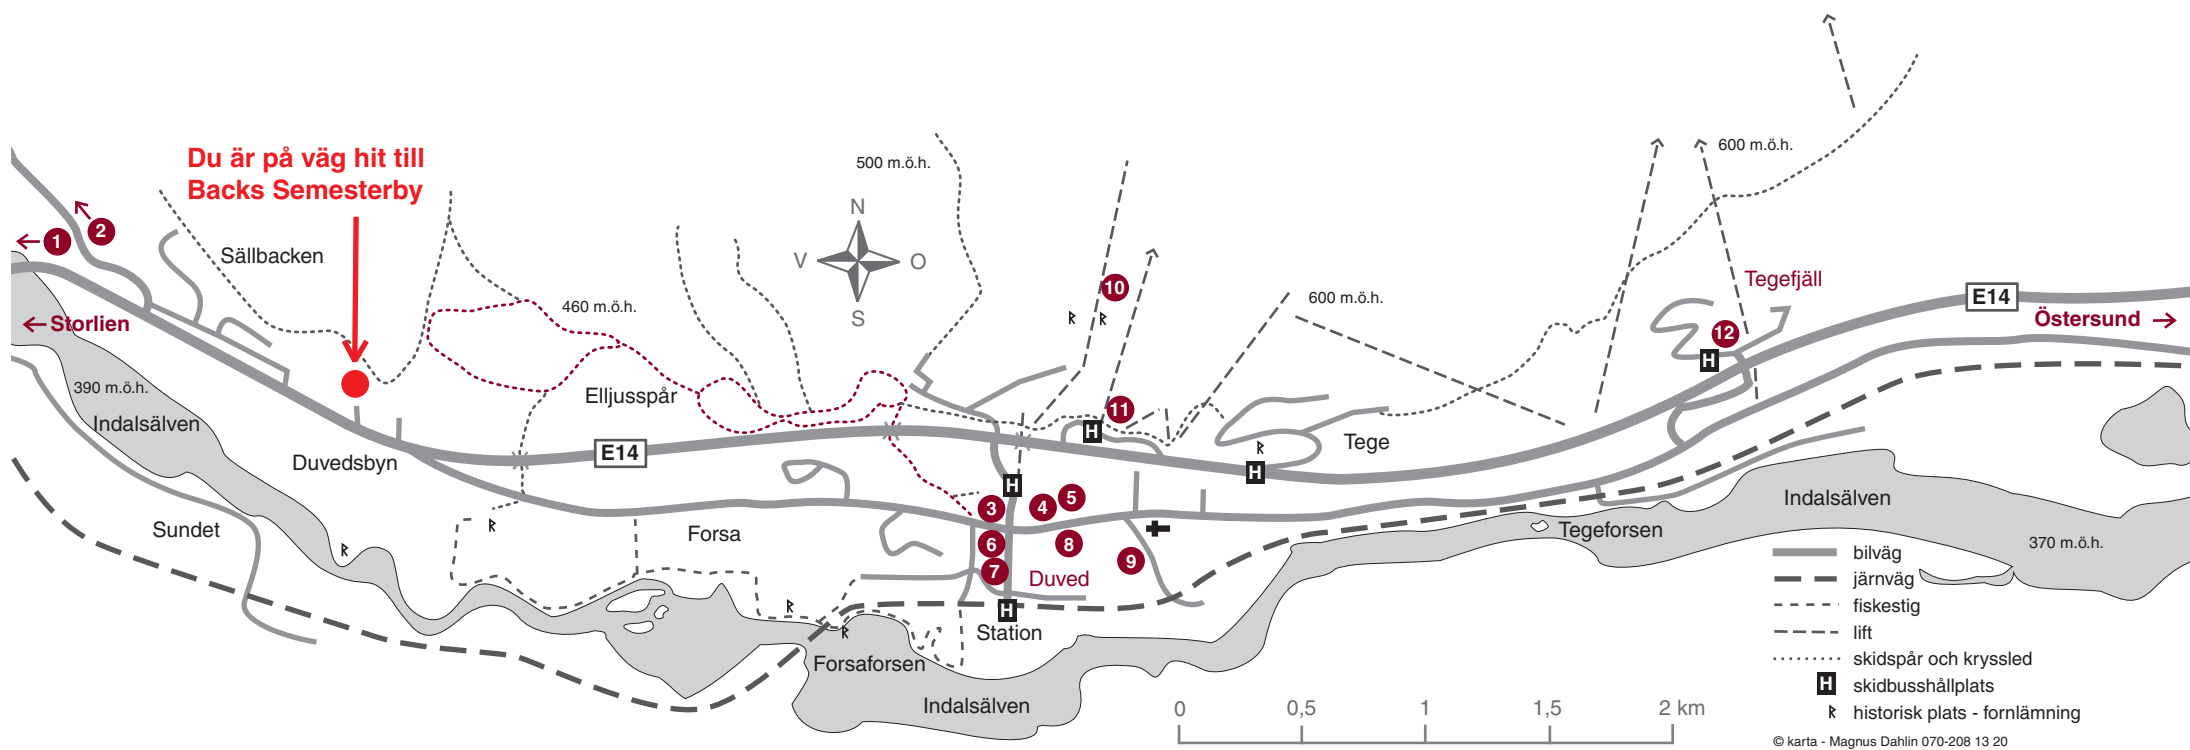 Du är på väg hit till
Backs Semesterby
500 m.ö.h.
600 m.ö.h.
N
V
O
S
1
2
Sällbacken
Storlien
460 m.ö.h.
10
600 m.ö.h.
Tegefjäll
E14
Östersund
12
H
390 m.ö.h.
Indalsälven
Elljusspår
11
H
Duvedsbyn
E14
Tege
H
H
Sundet
Forsa
3
4
5
6
7
8
9
Duved
H
Station
Forsaforsen
Indalsälven
Tegeforsen
Indalsälven
370 m.ö.h.
0
0,5
1
1,5
2 km
bilväg
järnväg
fiskestig
lift
skidspår och kryssled
H skidbusshållplats
historisk plats - fornlämning
© karta - Magnus Dahlin 070-208 13 20